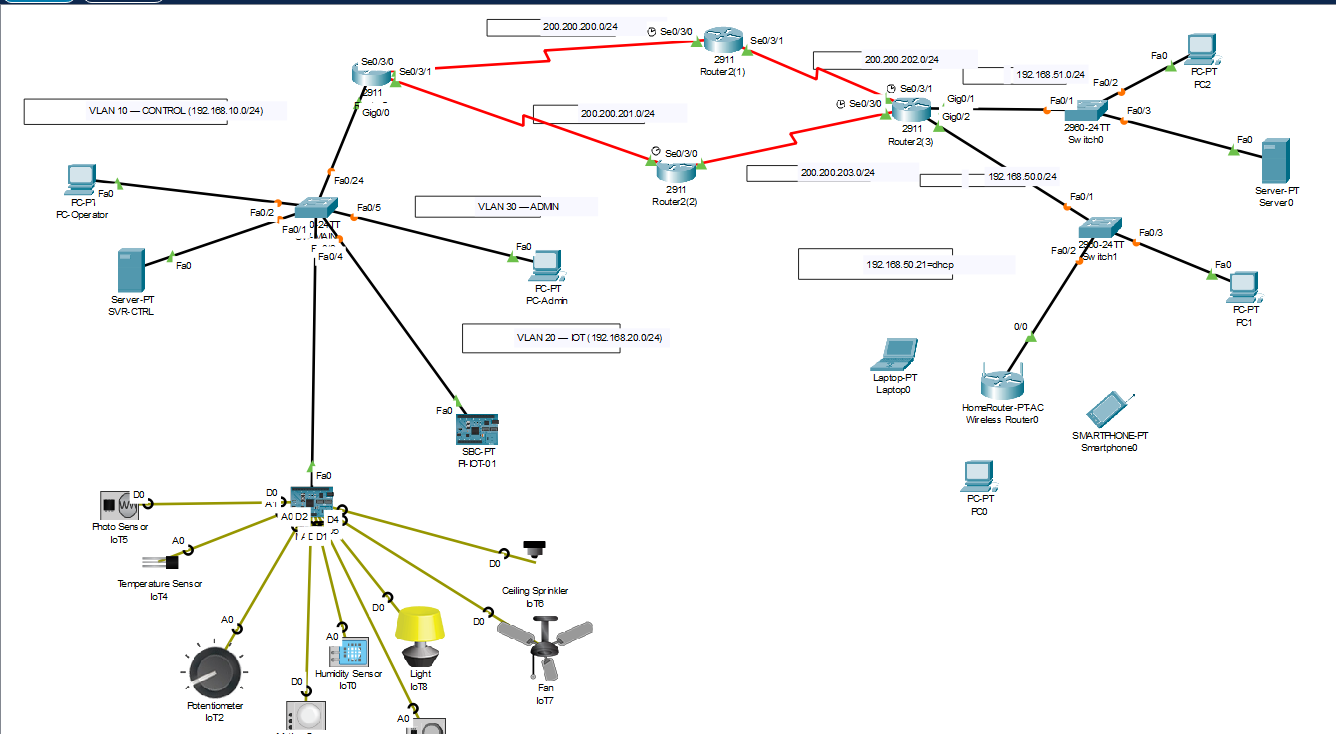 200.200.200.0/24
Se0/3/0
2911
Router2(1)
Se0/3/1
Se0/3/0
Se0/3/1
2911
Gig0/0
VLAN 10 — CONTROL (192.168.10.0/24)
200.200.202.0/24
192.168.51.0/24
Fa0
PC-PT
PC2
Fa0/2
Fa0/1
Fa0/3
2960-24TT
Switch0
Fa0
Server-PT
Server0
Se0/3/1
Se0/3/0
Gig0/1
Gig0/2
2911
Router2(3)
200.200.201.0/24
Se0/3/0
2911
Router2(2)
200.200.203.0/24
192.168.50.0/24
Fa0/1
Fa0/3
Fa0/2
Switch1
Fa0
PC-PT
PC1
192.168.50.21=dhcp
0/0
HomeRouter-PT-AC
Wireless Router0
Laptop-PT
Laptop0
SMARTPHONE-PT
Smartphone0
PC-PT
PC0
Fa0/24
Fa0
PC-PT
PC-Operator
Fa0/2
Fa0/5
Fa0/1
Fa0/4
VLAN 30 — ADMIN
Fa0
PC-PT
PC-Admin
Fa0
Server-PT
SVR-CTRL
VLAN 20 — IOT (192.168.20.0/24)
Fa0
SBC-PT
PI-IOT-01
Fa0
D0
D0
A1
A0
D2
D4
D1
Photo Sensor
IoT5
A0
Temperature Sensor
IoT4
D0
Ceiling Sprinkler
IoT6
A0
Potentiometer
IoT2
D0
A0
Humidity Sensor
IoT0
D0
Light
IoT8
D0
Fan
IoT7
A0